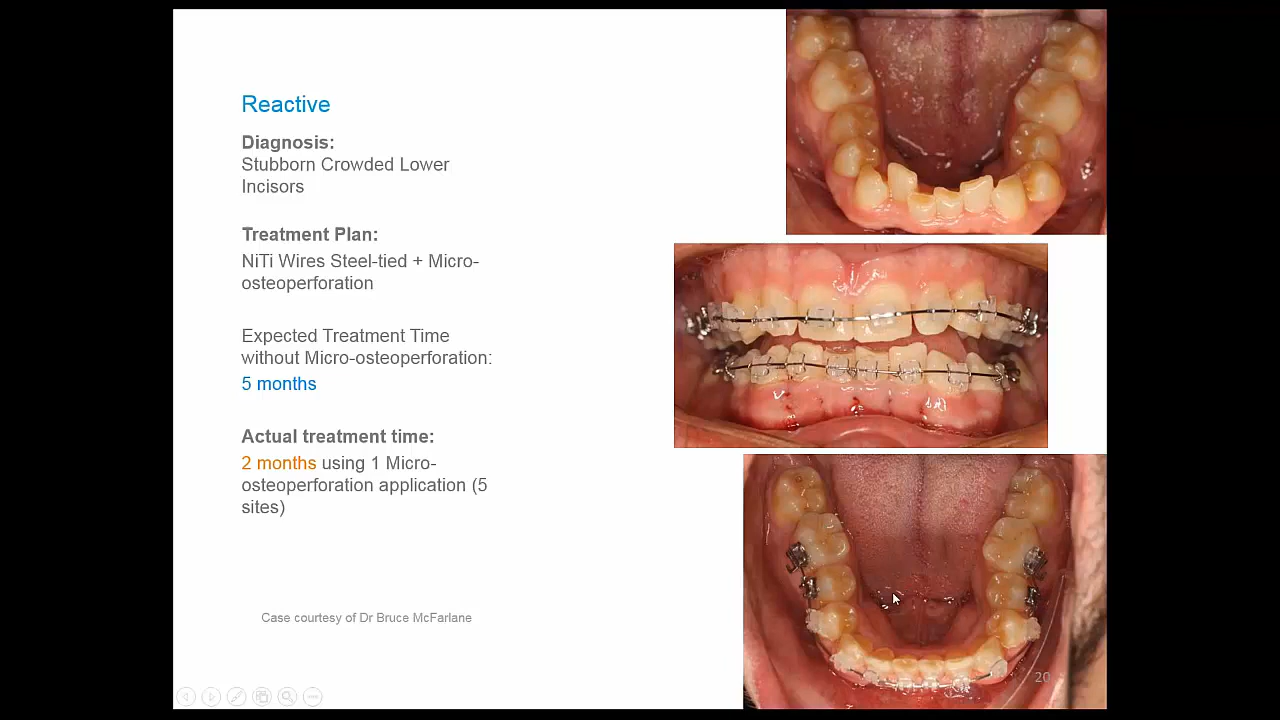 Reactive
Diagnosis:
Stubborn Crowded Lower
Incisors
Treatment Plan:
NiTi Wires Steel-tied + Micro-
osteoperforation
Expected Treatment Time
without Micro-osteoperforation:
5 months
Actual treatment time:
2 months using 1 Micro-
osteoperforation application (5
sites)
Case courtesy of Dr Bruce McFarlane
20